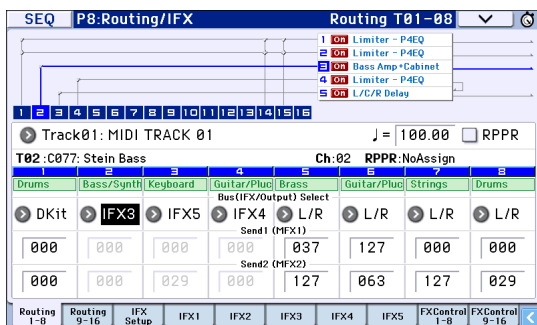 SEQ P8:Routing/IFX Routing T01-08
1 On Limiter - P4EQ
2 On Limiter - P4EQ
3 On Bass Amp+Cabinet
4 On Limiter - P4EQ
5 On L/C/R Delay
1 2 3 4 5 6 7 8 9 10 11 12 13 14 15 16
Track01: MIDI TRACK 01 ♩= 100.00 RPPR
T02 :C077: Stein Bass Ch:02 RPPR:NoAssign
1 2 3 4 5 6 7 8
Drums Bass/Synth Keyboard Guitar/Pluc Brass Guitar/Pluc Strings Drums
Bus(IFX/Output) Select
DKit IFX3 IFX5 IFX4 L/R L/R L/R L/R
Send1 (MFX1)
000 000 000 000 037 127 000 000
Send2 (MFX2)
000 000 029 000 127 063 127 029
Routing 1-8 Routing 9-16 IFX Setup IFX1 IFX2 IFX3 IFX4 IFX5 FXControl 1-8 FXControl 9-16